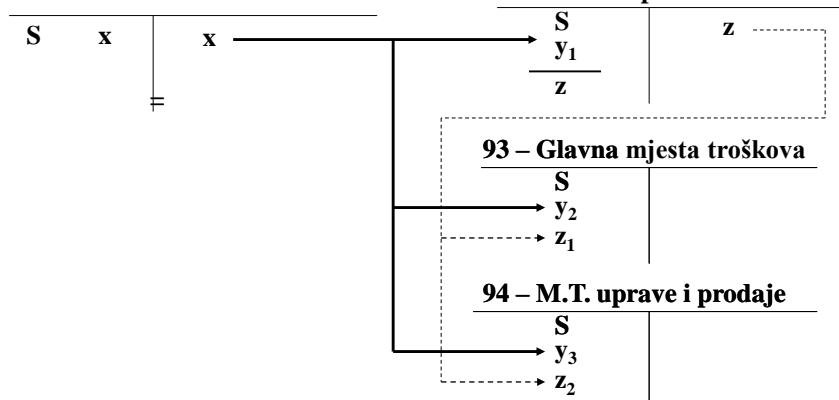 S x x
S z
y₁
z
93 – Glavna mjesta troškova
S
y₂
z₁
94 – M.T. uprave i prodaje
S
y₃
z₂